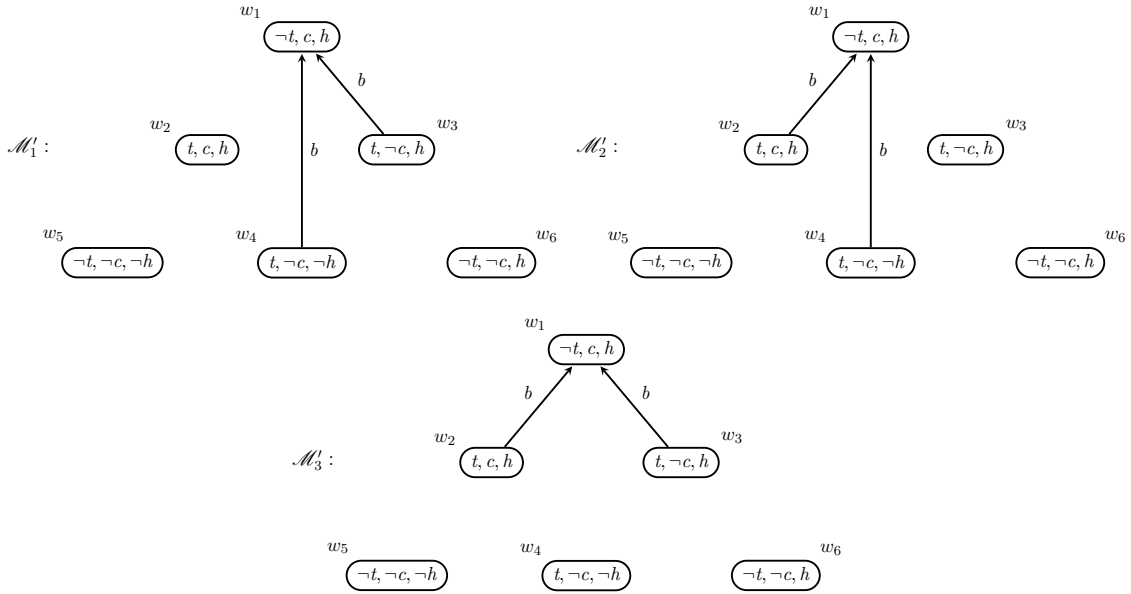 w₁ w₁
¬t, c, h ¬t, c, h
b b
w₂ w₃ w₂ w₃
ℳ′₁ : t, c, h b t, ¬c, h ℳ′₂ : t, c, h b t, ¬c, h
w₅ w₄ w₆ w₅ w₄ w₆
¬t, ¬c, ¬h t, ¬c, ¬h ¬t, ¬c, h ¬t, ¬c, ¬h t, ¬c, ¬h ¬t, ¬c, h
w₁
¬t, c, h
b b
w₂ w₃
ℳ′₃ : t, c, h t, ¬c, h
w₅ w₄ w₆
¬t, ¬c, ¬h t, ¬c, ¬h ¬t, ¬c, h